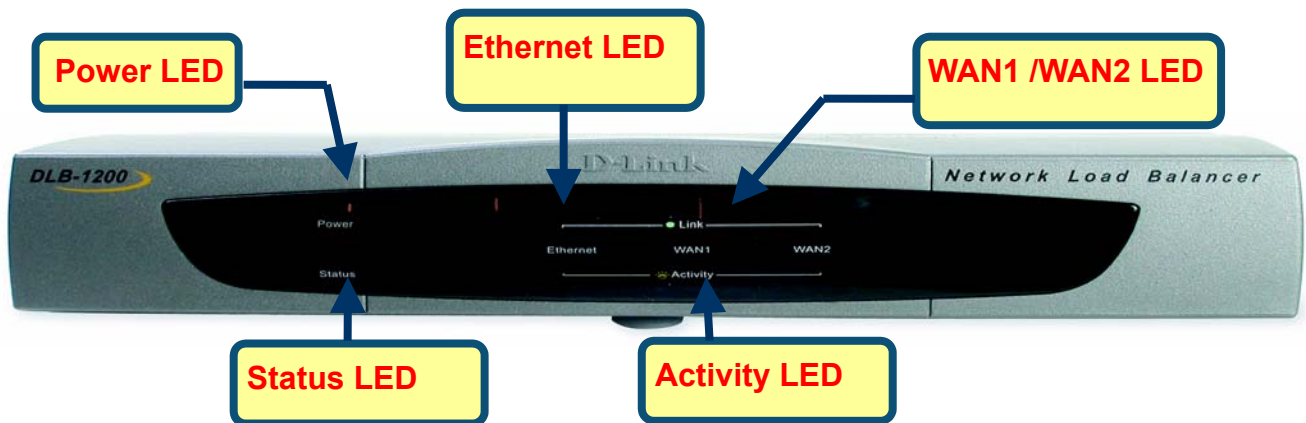 Power LED
Ethernet LED
WAN1 /WAN2 LED
D-Link
DLB-1200
Network Load Balancer
Power
Link
Ethernet WAN1 WAN2
Status
Activity
Status LED
Activity LED